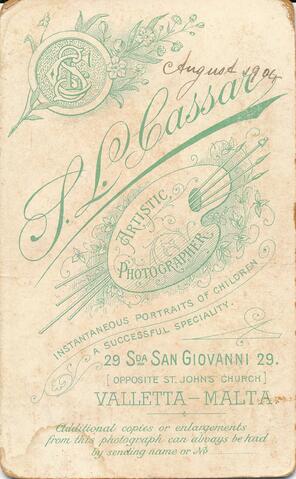 August 1904
S. L. Cassar
ARTISTIC
PHOTOGRAPHER
INSTANTANEOUS PORTRAITS OF CHILDREN
A SUCCESSFUL SPECIALITY.
29 SDA SAN GIOVANNI 29.
[OPPOSITE ST. JOHN'S CHURCH]
VALLETTA-MALTA.
Additional copies or enlargements
from this photograph can always be had
by sending name or No